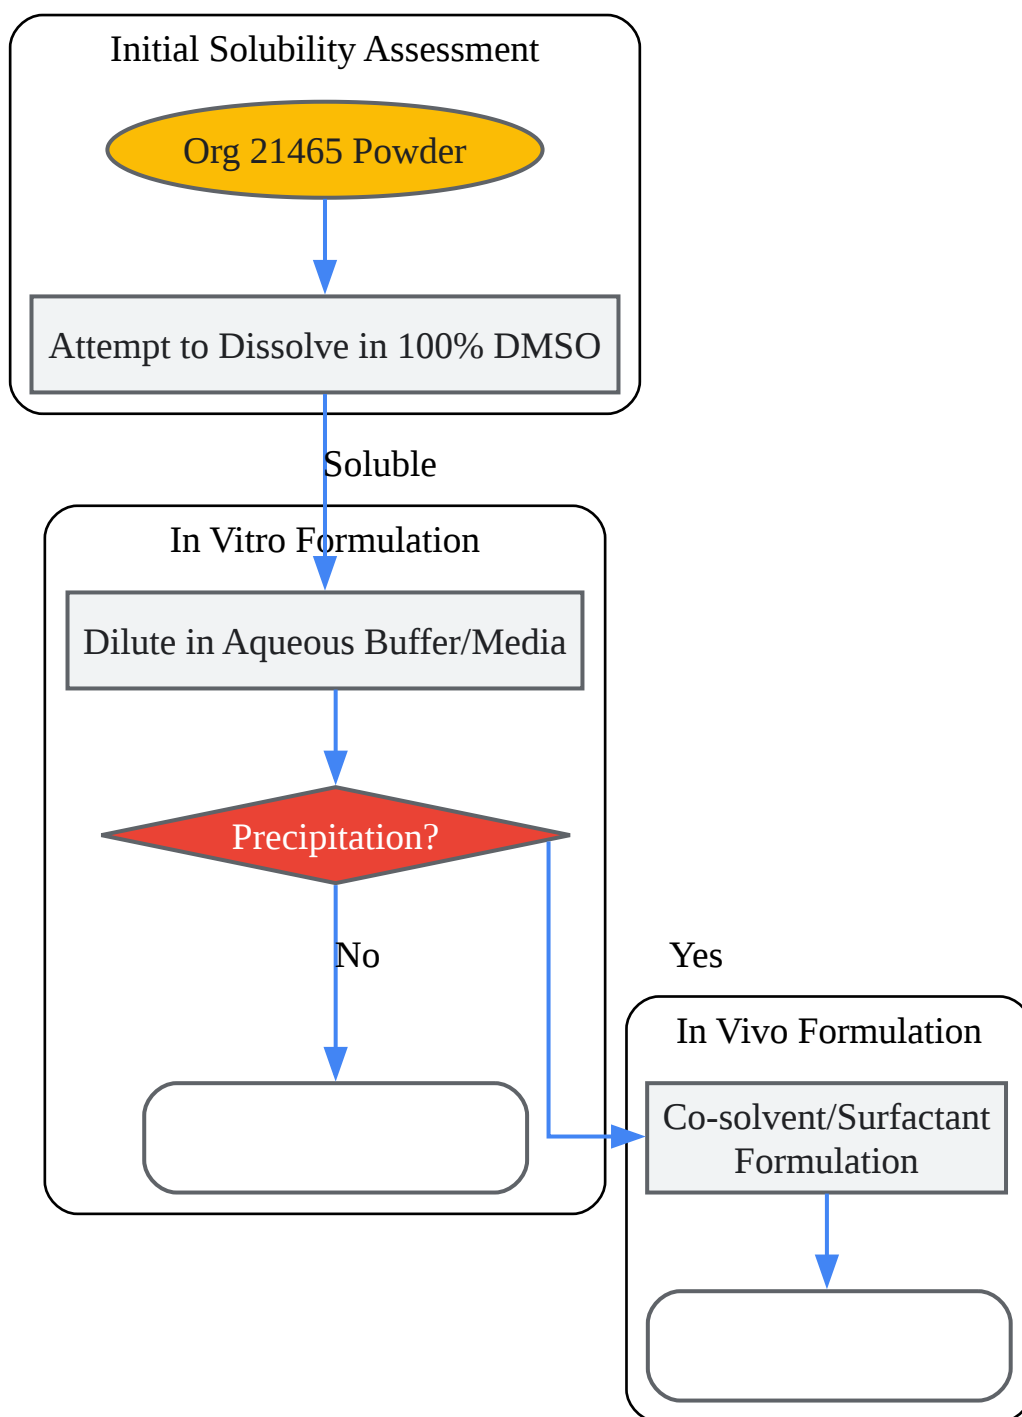 Initial Solubility Assessment
Org 21465 Powder
Attempt to Dissolve in 100% DMSO
Soluble
In Vitro Formulation
Dilute in Aqueous Buffer/Media
Precipitation?
No
Yes
In Vivo Formulation
Co-solvent/Surfactant
Formulation